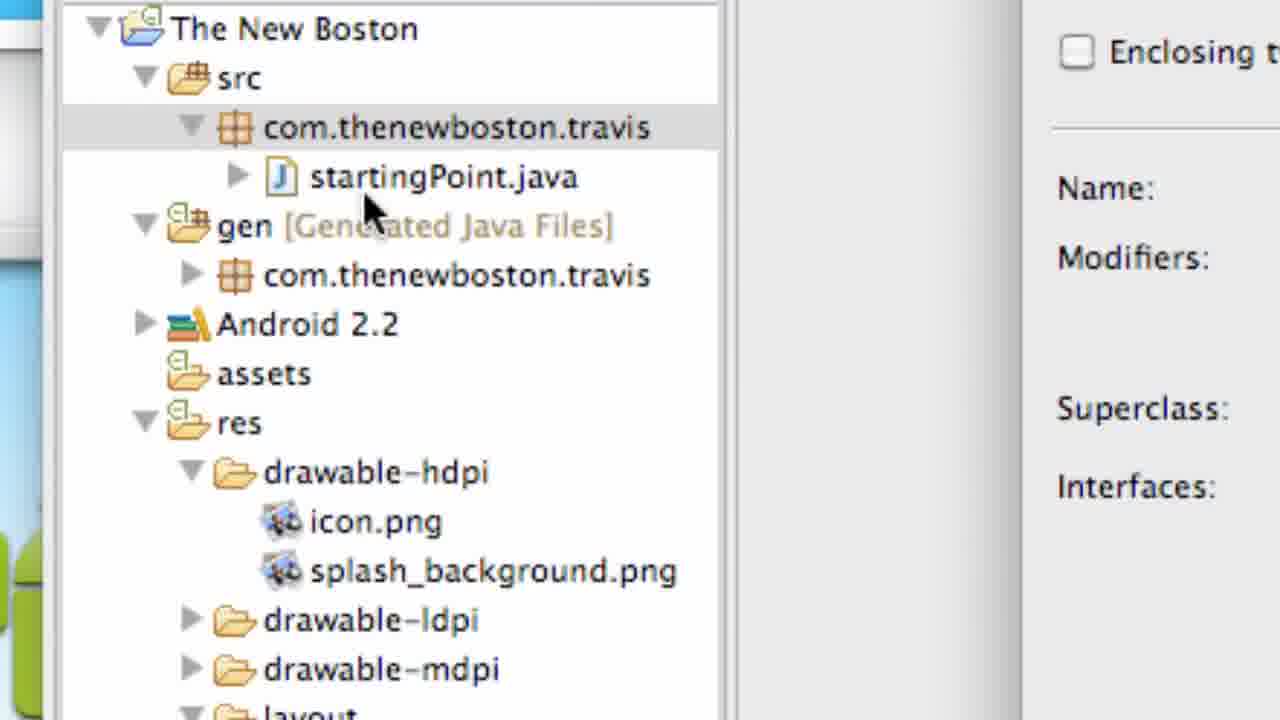 The New Boston
src
com.thenewboston.travis
startingPoint.java
gen [Generated Java Files]
com.thenewboston.travis
Android 2.2
assets
res
drawable-hdpi
icon.png
splash_background.png
drawable-ldpi
drawable-mdpi
layout
Enclosing
Name:
Modifiers:
Superclass:
Interfaces: